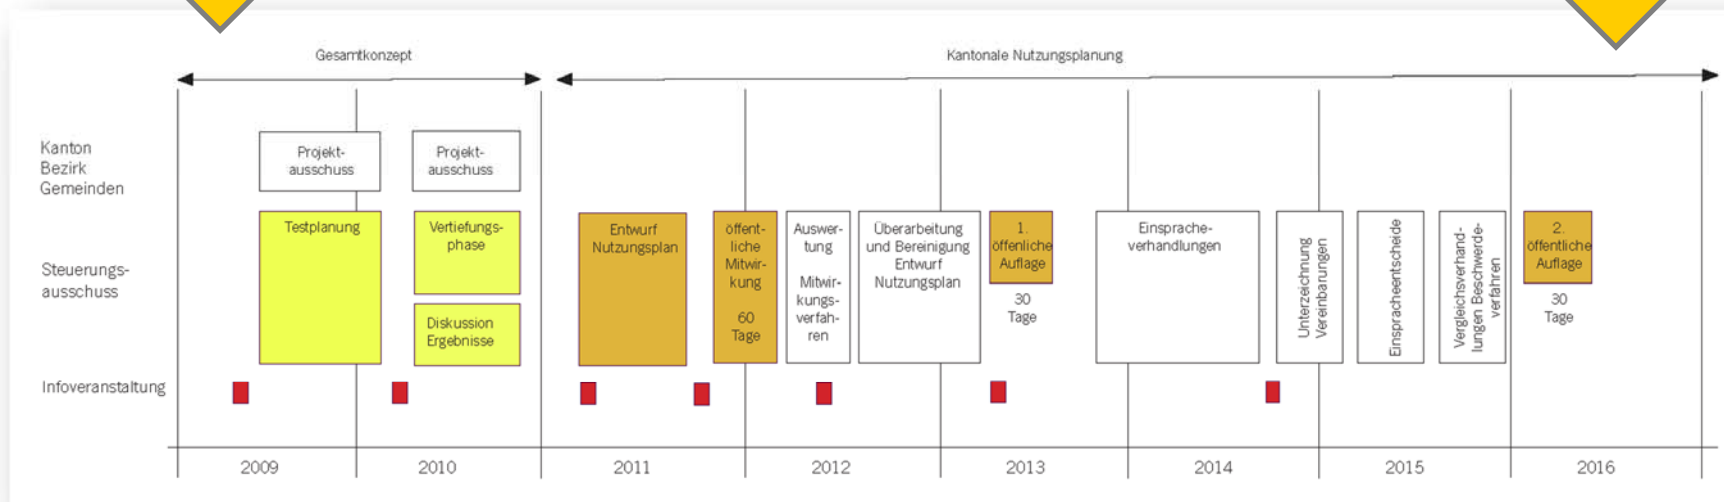 Gesamtkonzept
Kantonale Nutzungsplanung
Kanton
Bezirk
Gemeinden
Projekt-
ausschuss
Projekt-
ausschuss
Steuerungs-
ausschuss
Testplanung
Vertiefungs-
phase
Diskussion
Ergebnisse
Entwurf
Nutzungsplan
öffent-
liche
Mitwir-
kung
60
Tage
Auswer-
tung
Mitwir-
kungs-
verfah-
ren
Überarbeitung
und Bereinigung
Entwurf
Nutzungsplan
1.
öffenliche
Auflage
30
Tage
Einsprache-
verhandlungen
Unterzeichnung
Vereinbarungen
Einspracheentscheide
Vergleichsverhand-
lungen Beschwerde-
verfahren
2.
öffentliche
Auflage
30
Tage
Infoveranstaltung
2009
2010
2011
2012
2013
2014
2015
2016